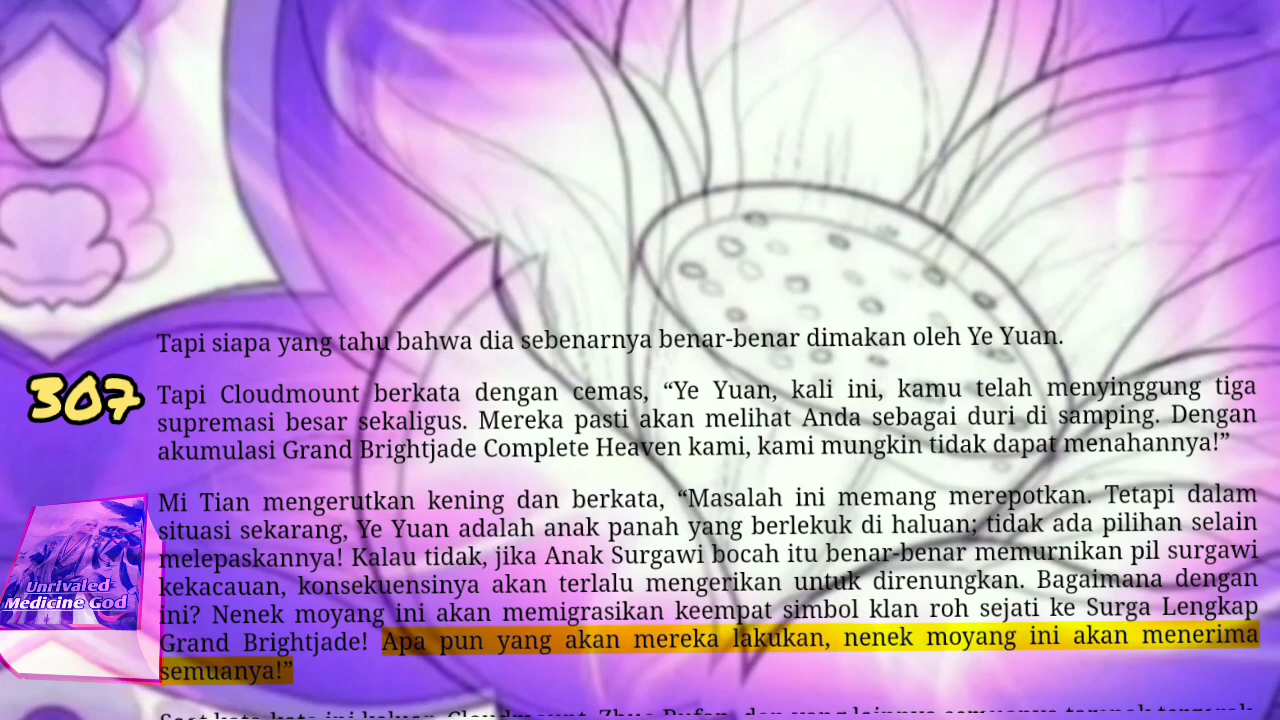 Tapi siapa yang tahu bahwa dia sebenarnya benar-benar dimakan oleh Ye Yuan.
307
Tapi Cloudmount berkata dengan cemas, “Ye Yuan, kali ini, kamu telah menyinggung tiga
supremasi besar sekaligus. Mereka pasti akan melihat Anda sebagai duri di samping. Dengan
akumulasi Grand Brightjade Complete Heaven kami, kami mungkin tidak dapat menahannya!”
Mi Tian mengerutkan kening dan berkata, “Masalah ini memang merepotkan. Tetapi dalam
situasi sekarang, Ye Yuan adalah anak panah yang berlekuk di haluan; tidak ada pilihan selain
melepaskannya! Kalau tidak, jika Anak Surgawi bocah itu benar-benar memurnikan pil surgawi
kekacauan, konsekuensinya akan terlalu mengerikan untuk direnungkan. Bagaimana dengan
ini? Nenek moyang ini akan memigrasikan keempat simbol klan roh sejati ke Surga Lengkap
Grand Brightjade! Apa pun yang akan mereka lakukan, nenek moyang ini akan menerima
semuanya!”
Unrivaled
Medicine God